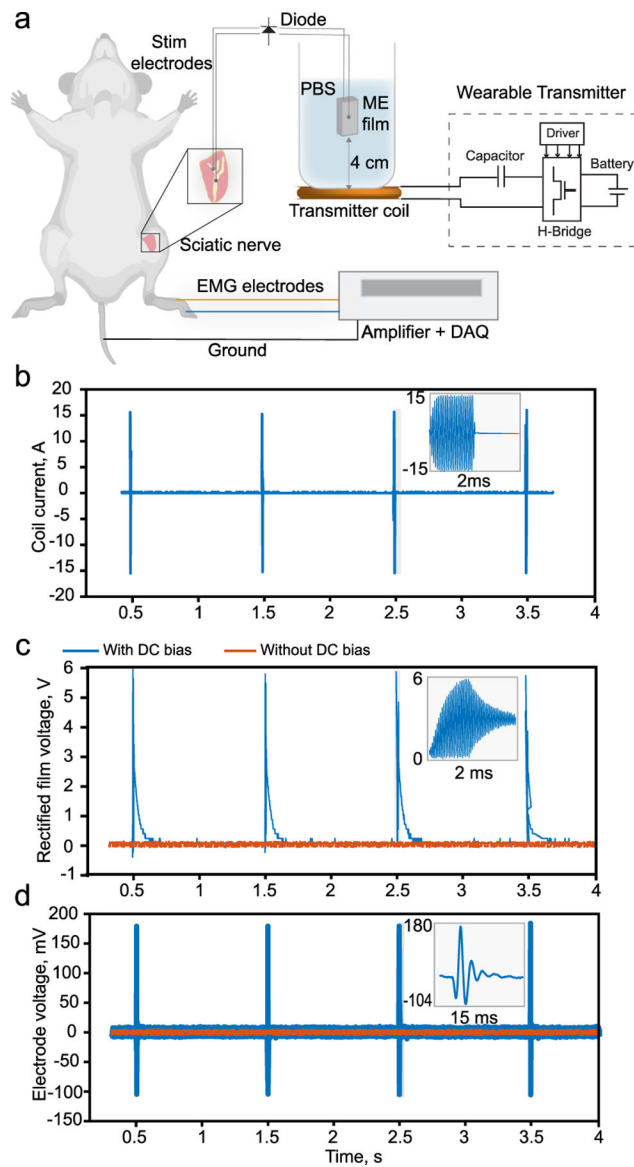 a
Diode
Stim
electrodes
PBS
ME
film
4 cm
Transmitter coil
Wearable Transmitter
Driver
Capacitor
Battery
H-Bridge
Sciatic nerve
EMG electrodes
Amplifier + DAQ
Ground
b
Coil current, A
20
15
10
5
0
-5
-10
-15
-20
0.5 1 1.5 2 2.5 3 3.5 4
15
-15
2ms
c
With DC bias Without DC bias
Rectified film voltage, V
6
5
4
3
2
1
0
-1
0.5 1 1.5 2 2.5 3 3.5 4
6
0
2 ms
d
Electrode voltage, mV
200
150
100
50
0
-50
-100
-150
0.5 1 1.5 2 2.5 3 3.5 4
180
-104
15 ms
Time, s